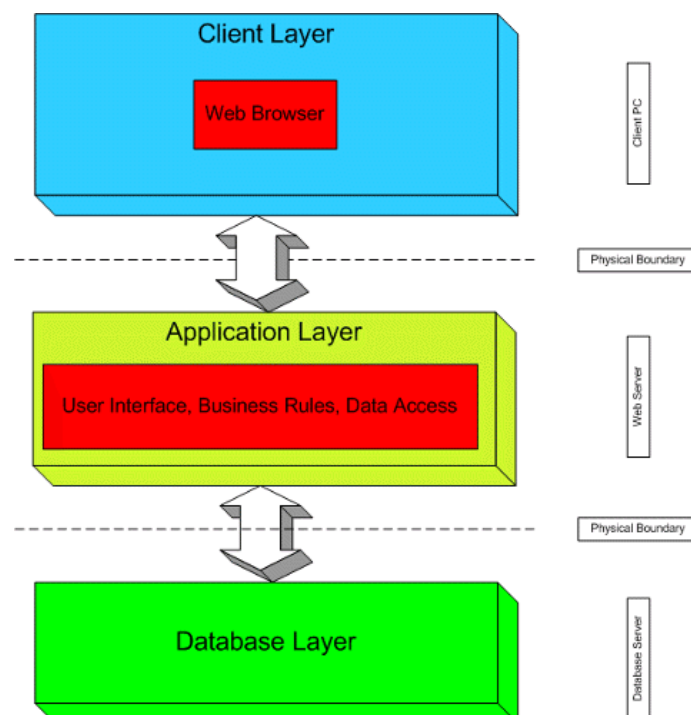 Client Layer
Web Browser
Client PC
Physical Boundary
Application Layer
User Interface, Business Rules, Data Access
Web Server
Physical Boundary
Database Layer
Database Server